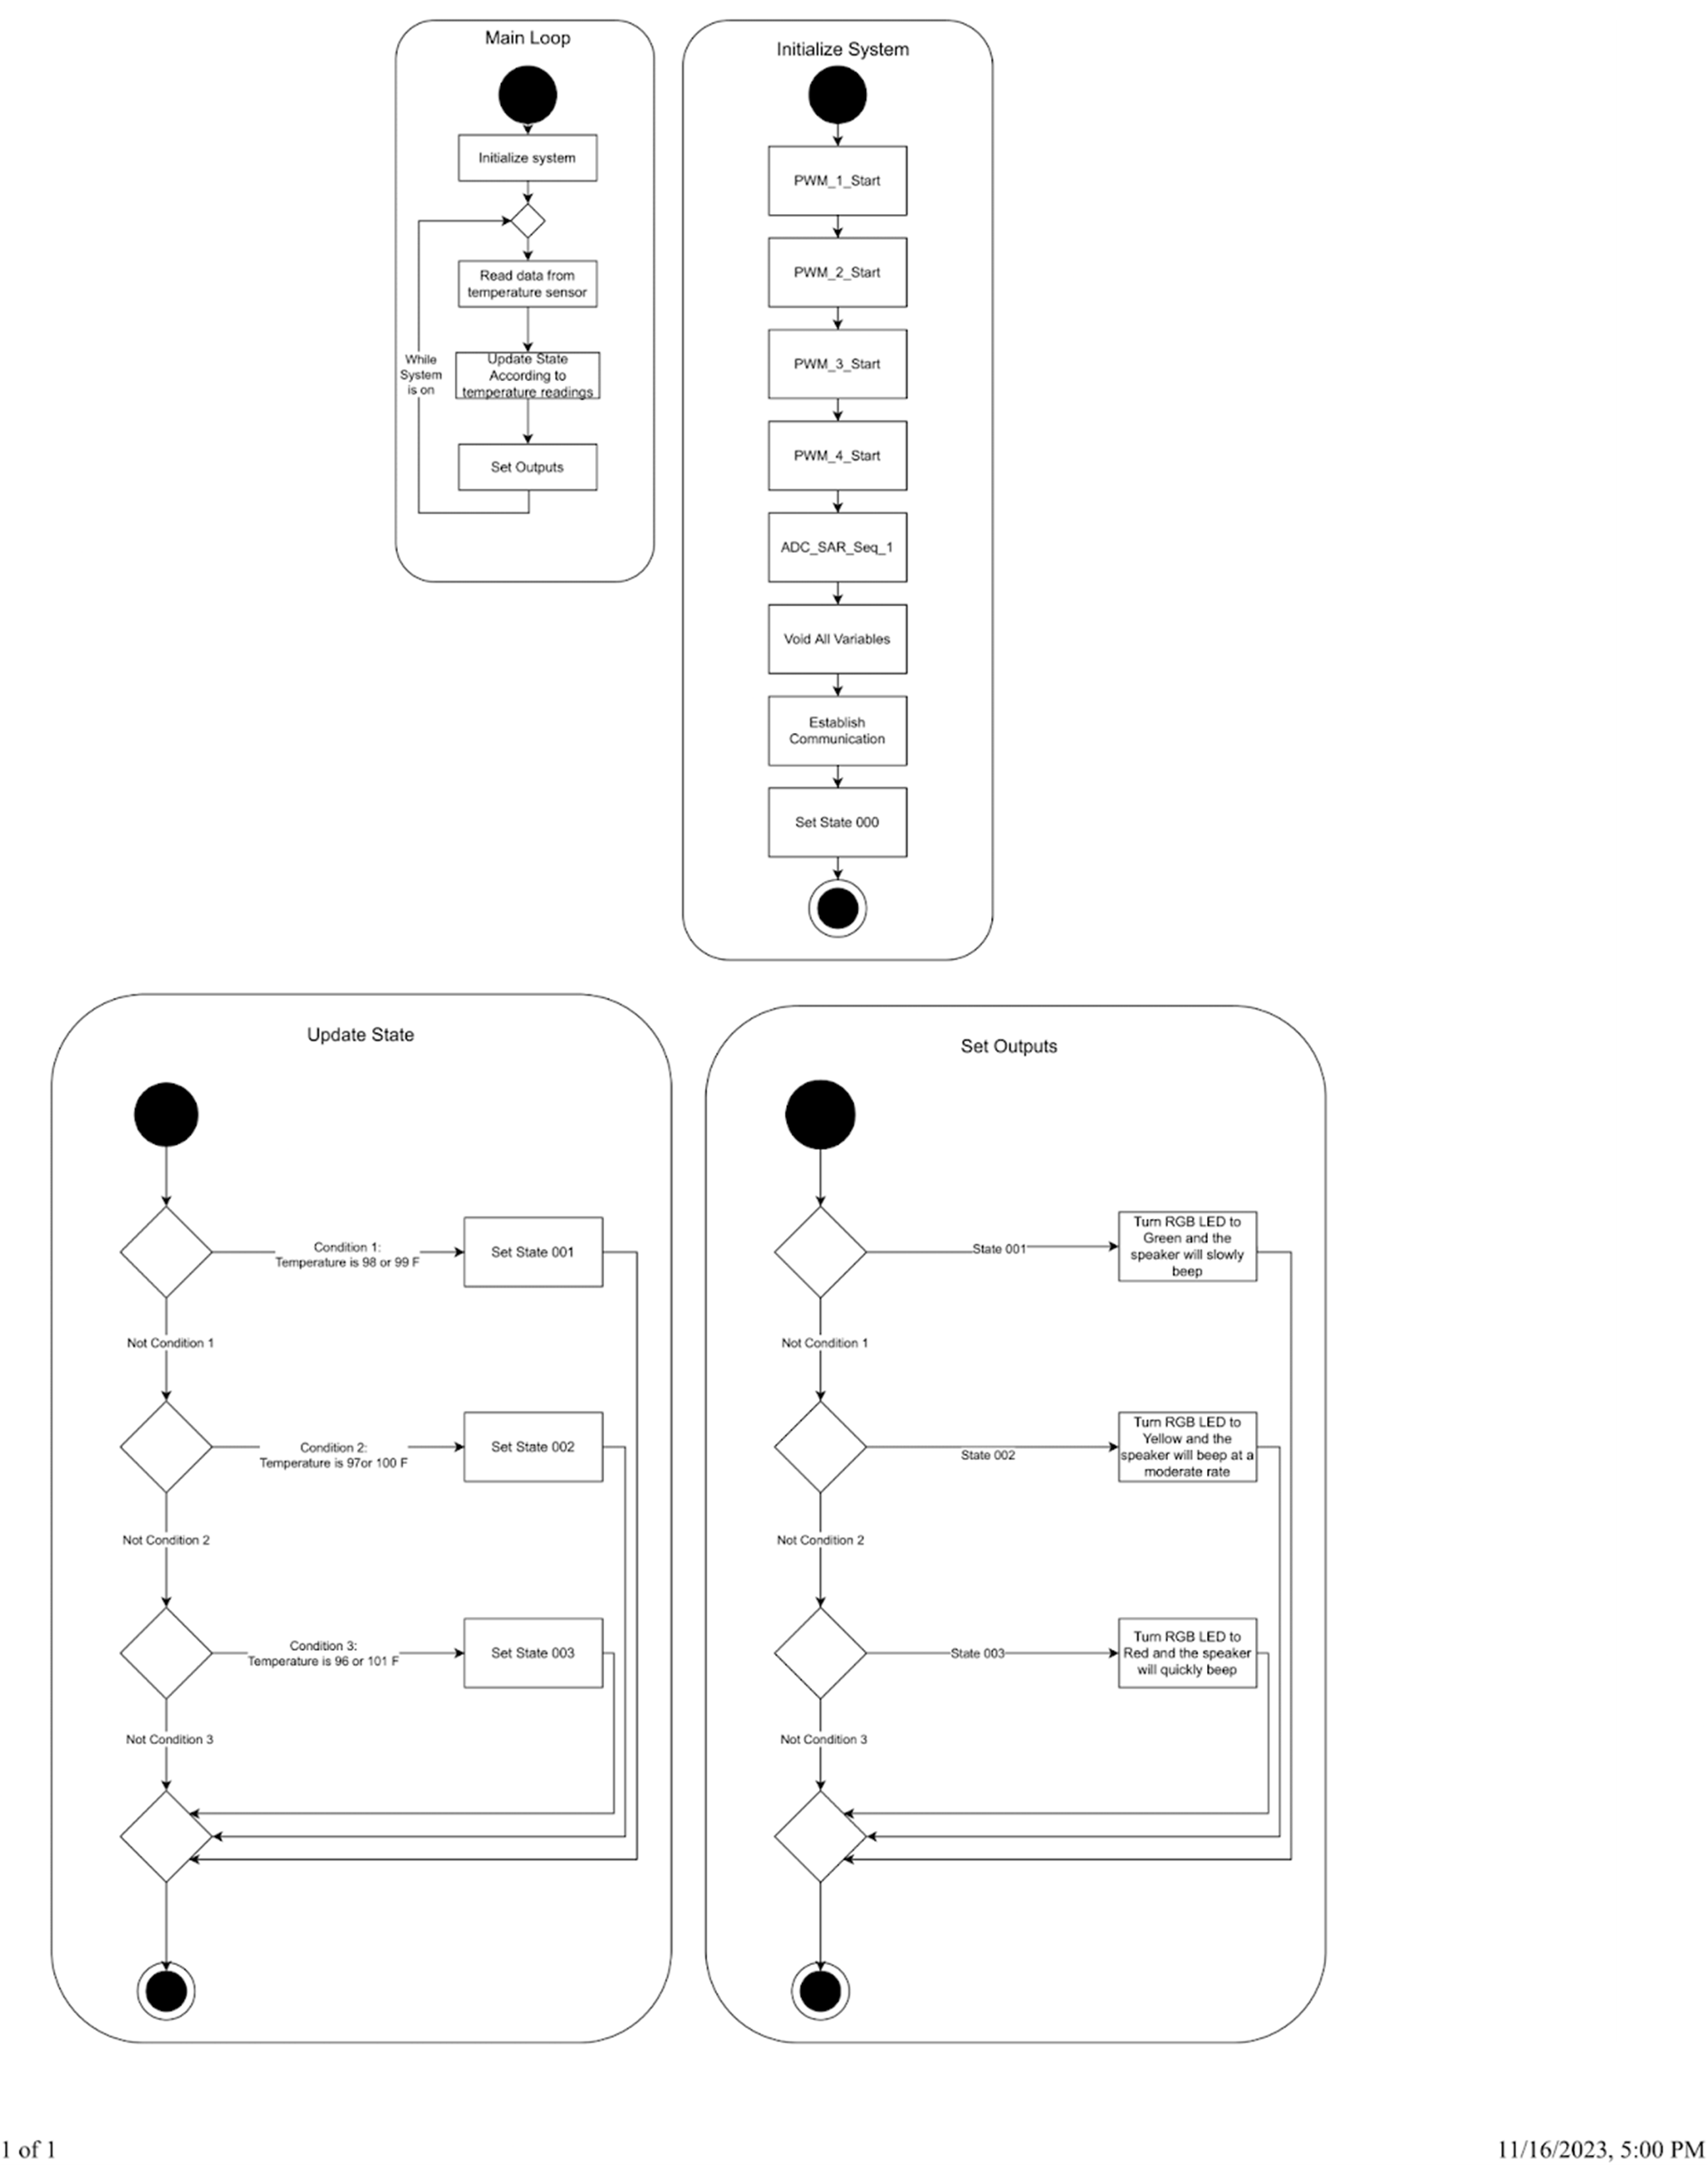 Main Loop
Initialize system
Read data from
temperature sensor
While
System
is on
Update State
According to
temperature readings
Set Outputs
Initialize System
PWM_1_Start
PWM_2_Start
PWM_3_Start
PWM_4_Start
ADC_SAR_Seq_1
Void All Variables
Establish
Communication
Set State 000
Update State
Condition 1:
Temperature is 98 or 99 F
Set State 001
Not Condition 1
Condition 2:
Temperature is 97or 100 F
Set State 002
Not Condition 2
Condition 3:
Temperature is 96 or 101 F
Set State 003
Not Condition 3
Set Outputs
State 001
Turn RGB LED to
Green and the
speaker will slowly
beep
Not Condition 1
State 002
Turn RGB LED to
Yellow and the
speaker will beep at a
moderate rate
Not Condition 2
State 003
Turn RGB LED to
Red and the speaker
will quickly beep
Not Condition 3
1 of 1
11/16/2023, 5:00 PM